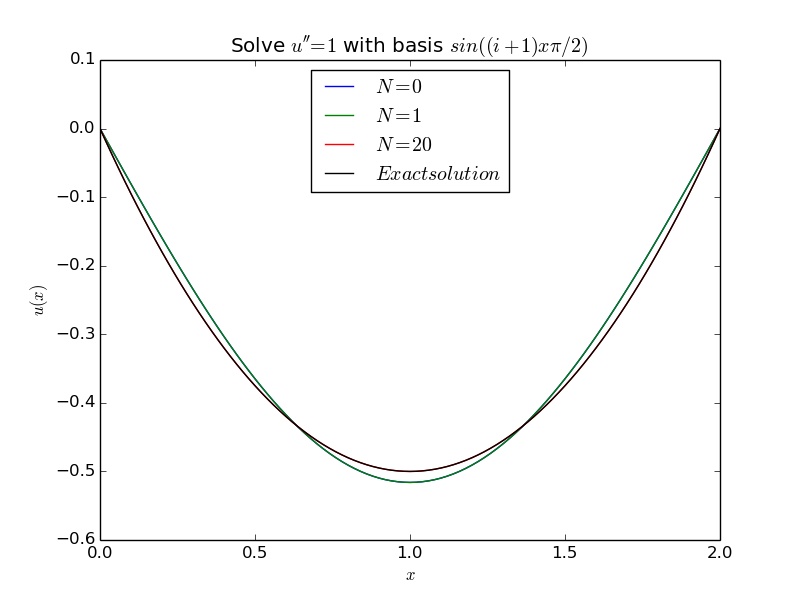 Solve u″=1 with basis sin((i+1)xπ/2)
0.1
N=0
N=1
N=20
Exactsolution
0.0
−0.1
−0.2
−0.3
−0.4
−0.5
−0.6
u(x)
0.0 0.5 1.0 1.5 2.0
x